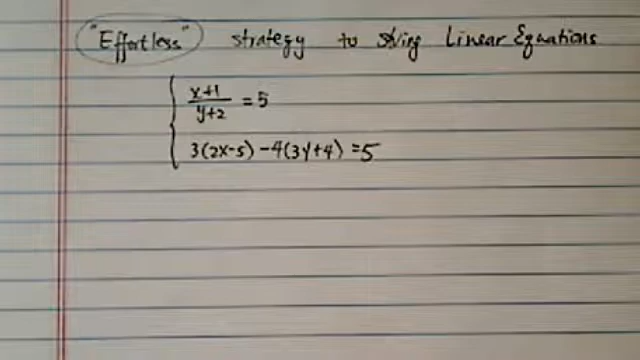 "Effortless" strategy to solving Linear Equations
x+1
y+2 = 5
3(2x-5) -4(3y+4) =5